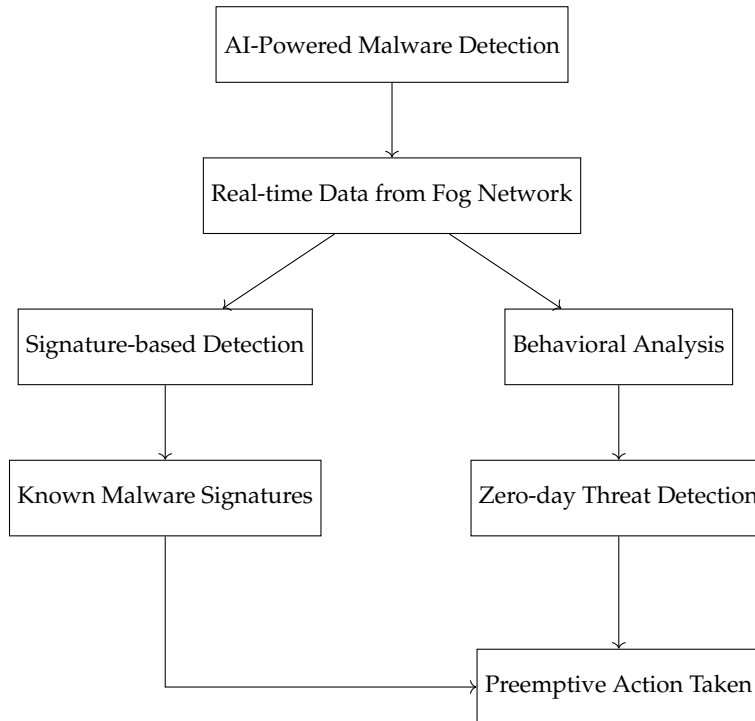 AI-Powered Malware Detection
Real-time Data from Fog Network
Signature-based Detection
Behavioral Analysis
Known Malware Signatures
Zero-day Threat Detection
Preemptive Action Taken